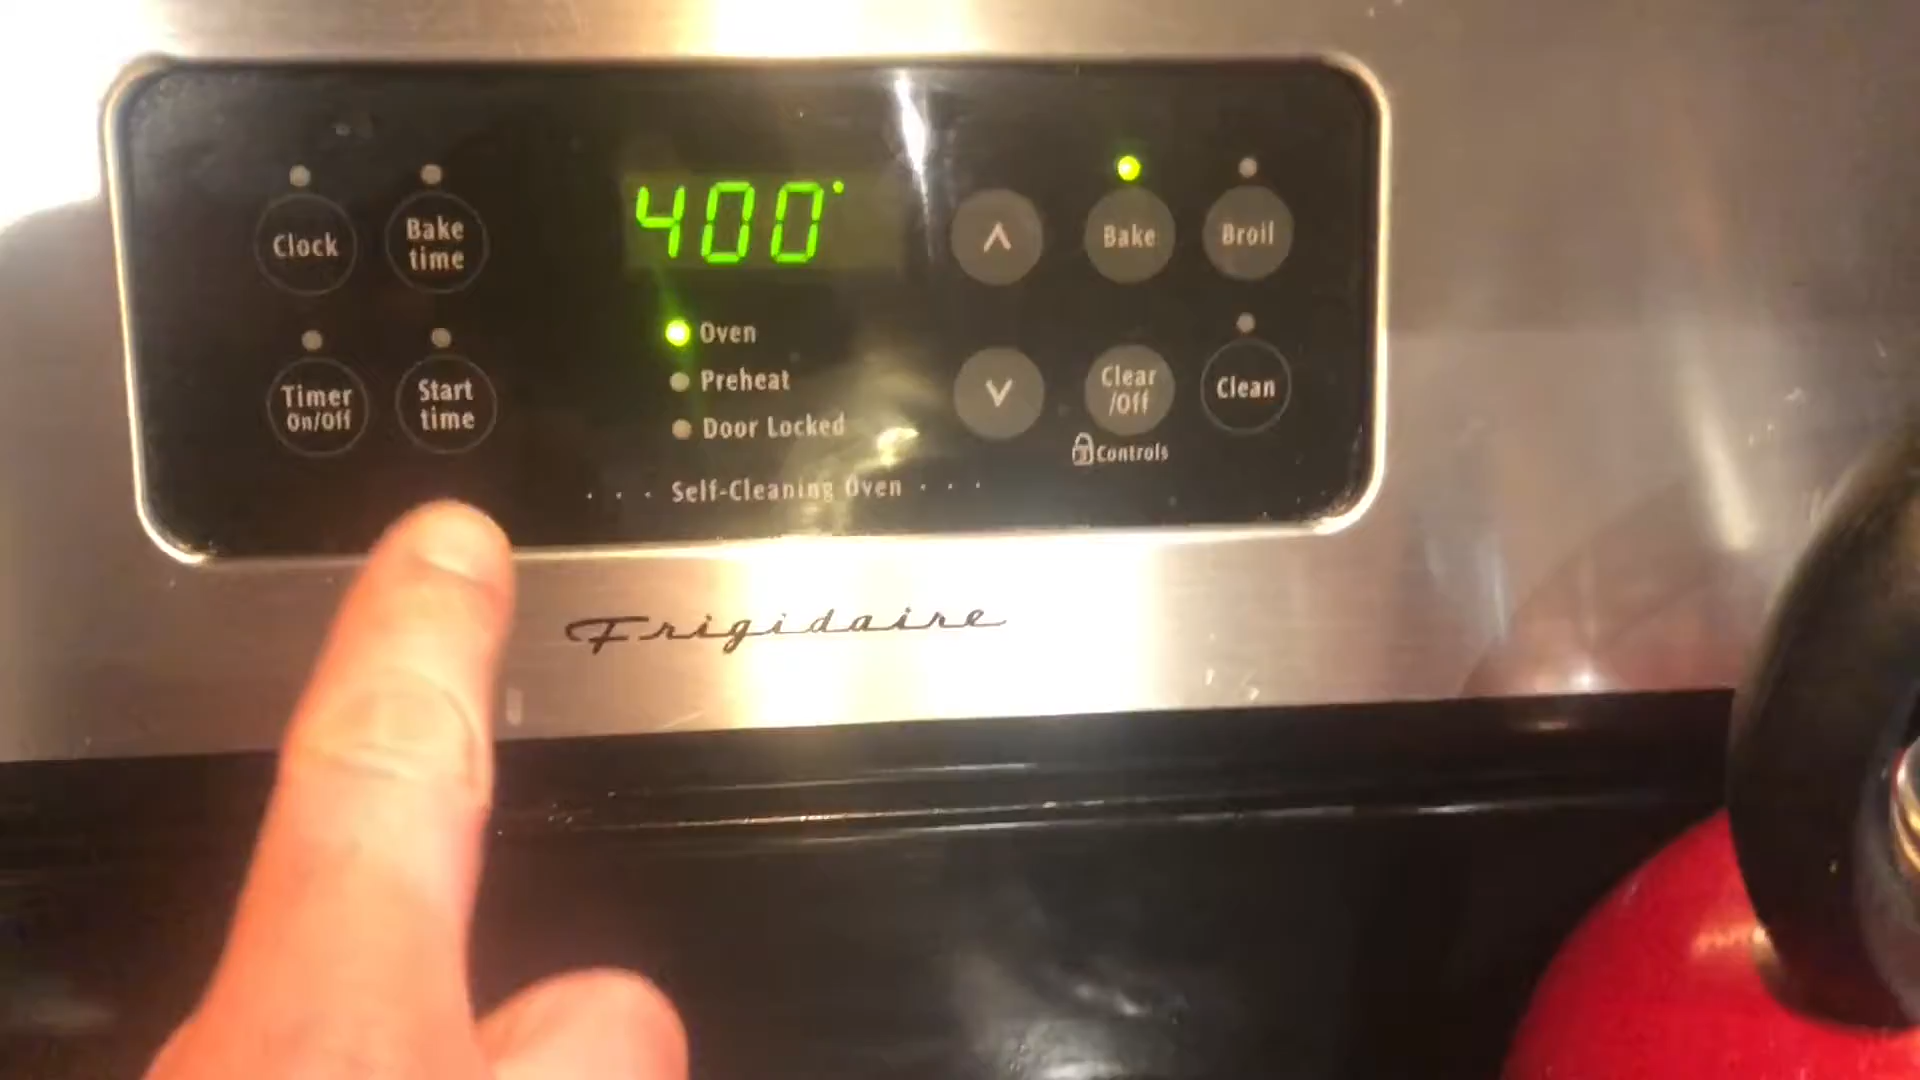 400°
Clock
Bake
time
Bake
Broil
Oven
Preheat
Door Locked
Timer
On/Off
Start
time
Clear
/Off
Controls
Clean
Self-Cleaning Oven
Frigidaire